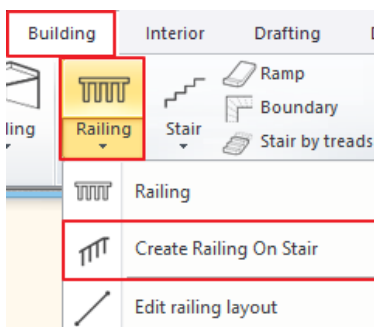 Building Interior Drafting
Ramp
Boundary
Railing Stair Stair by treads
Railing
Create Railing On Stair
Edit railing layout